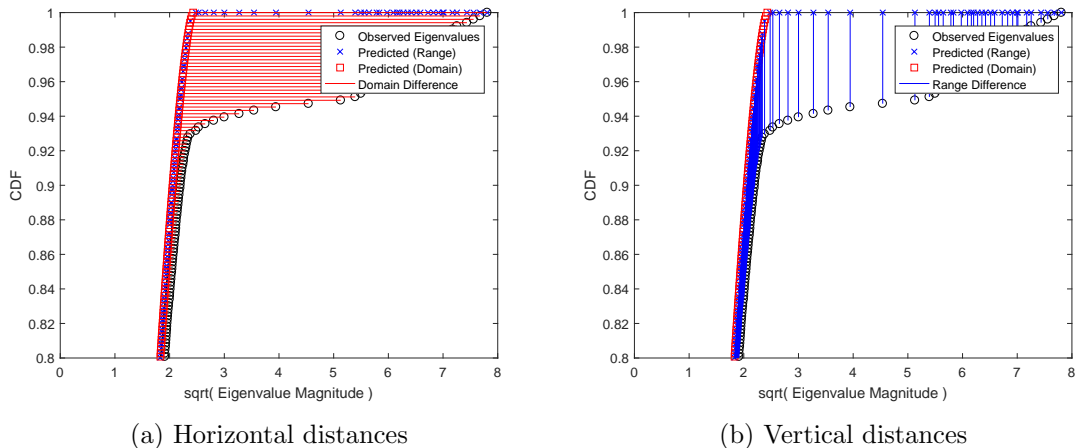 1
0.98
0.96
0.94
0.92
0.9
0.88
0.86
0.84
0.82
0.8
CDF
Observed Eigenvalues
Predicted (Range)
Predicted (Domain)
Domain Difference
0 1 2 3 4 5 6 7 8
sqrt( Eigenvalue Magnitude )
(a) Horizontal distances
1
0.98
0.96
0.94
0.92
0.9
0.88
0.86
0.84
0.82
0.8
CDF
Observed Eigenvalues
Predicted (Range)
Predicted (Domain)
Range Difference
0 1 2 3 4 5 6 7 8
sqrt( Eigenvalue Magnitude )
(b) Vertical distances